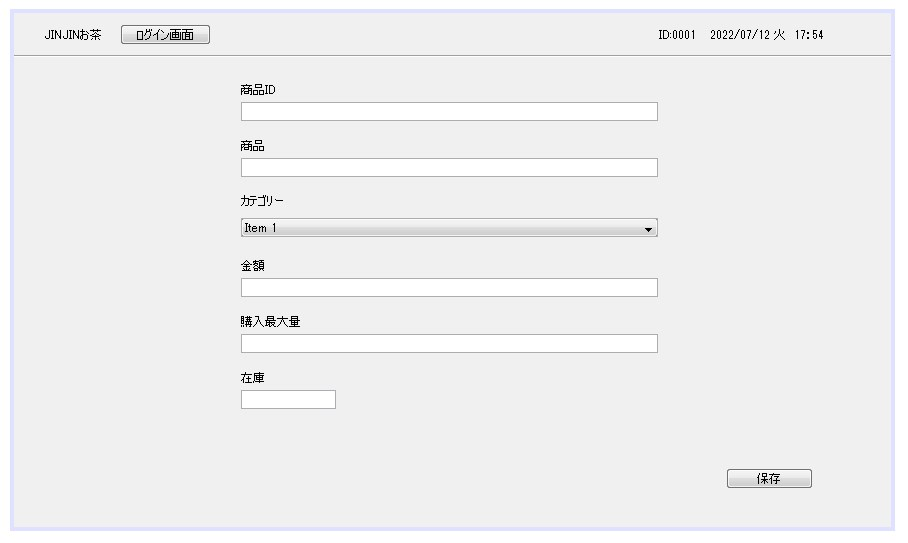 JINJINお茶 ログイン画面 ID:0001 2022/07/12 火 17:54
商品ID
商品
カテゴリー
Item 1
金額
購入最大量
在庫
保存